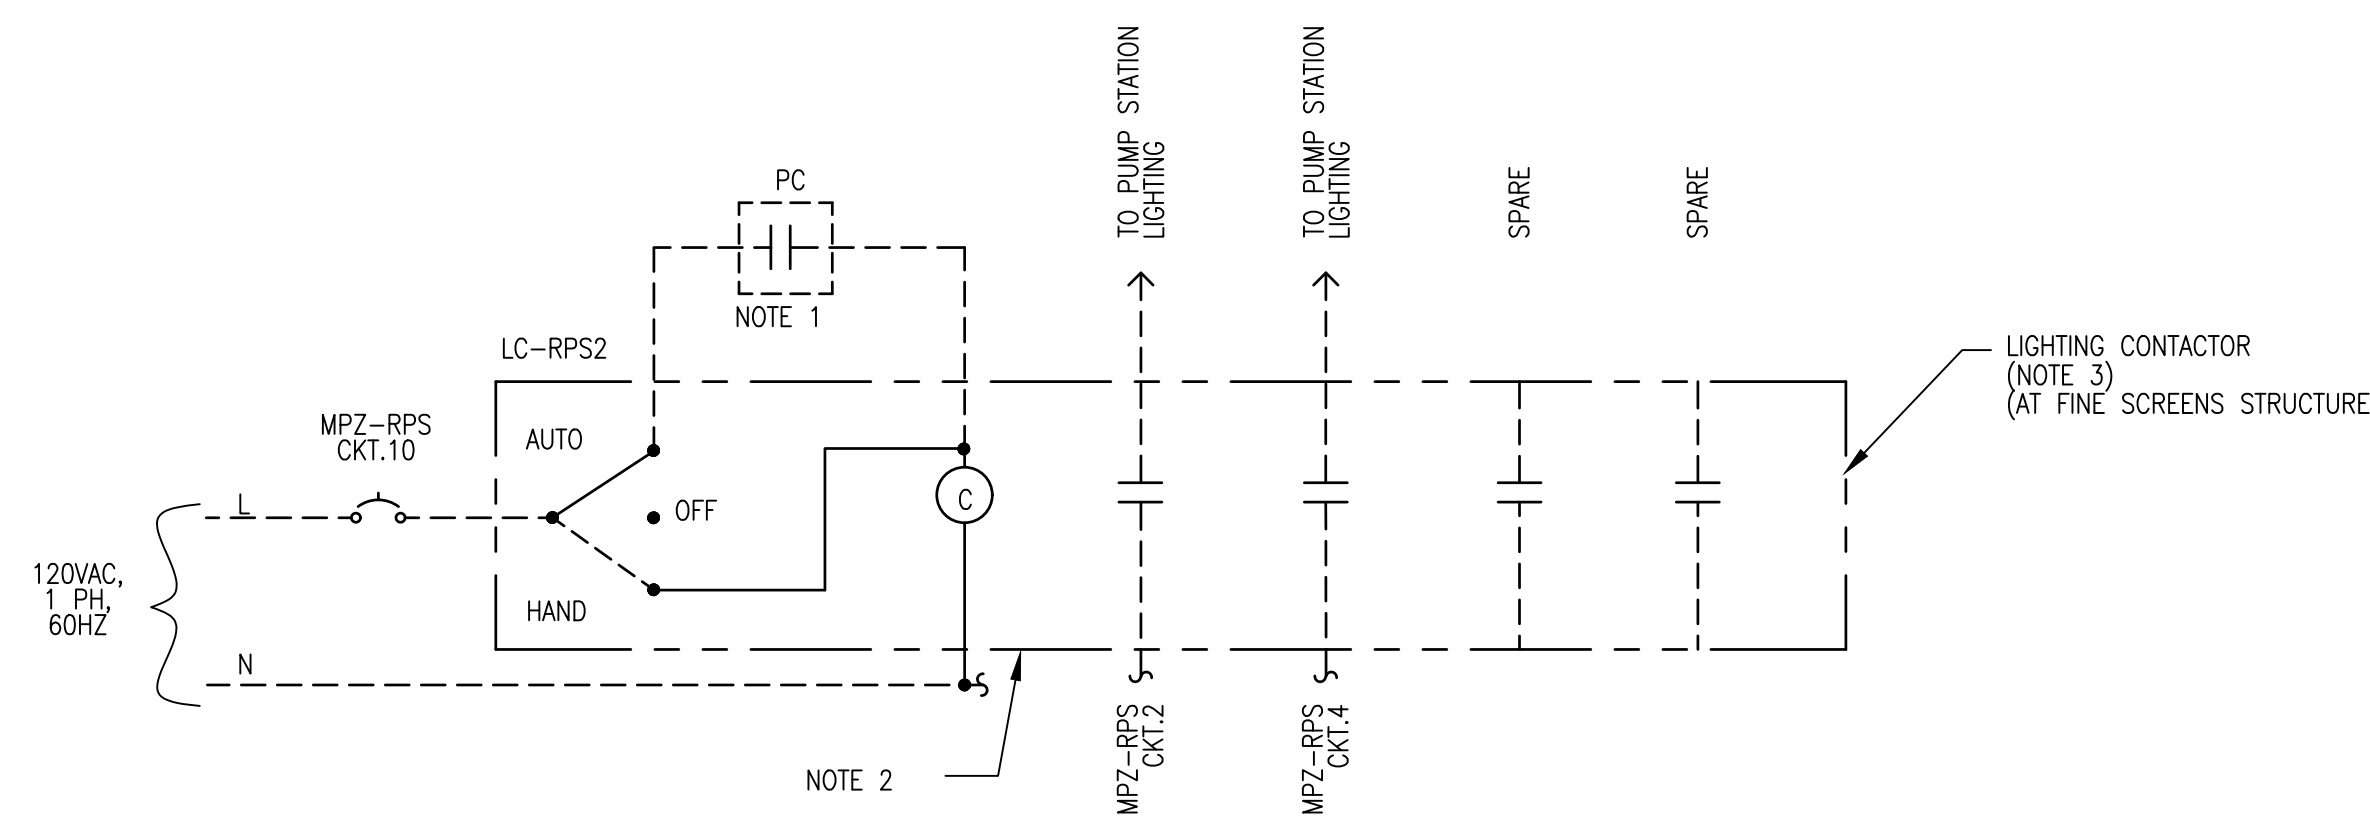 TO PUMP STATION
LIGHTING
TO PUMP STATION
LIGHTING
SPARE
SPARE
PC
NOTE 1
LC-RPS2
LIGHTING CONTACTOR
(NOTE 3)
(AT FINE SCREENS STRUCTURE
MPZ-RPS
CKT.10
AUTO
L
OFF
C
120VAC,
1 PH,
60HZ
HAND
N
NOTE 2
MPZ-RPS
CKT.2
MPZ-RPS
CKT.4